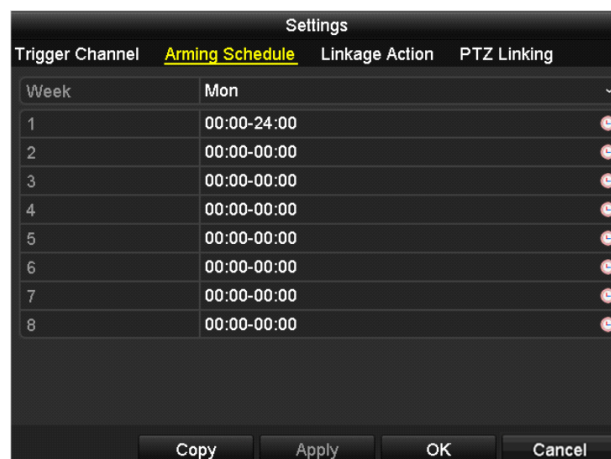 Settings
Trigger Channel Arming Schedule Linkage Action PTZ Linking
Week Mon
1 00:00-24:00
2 00:00-00:00
3 00:00-00:00
4 00:00-00:00
5 00:00-00:00
6 00:00-00:00
7 00:00-00:00
8 00:00-00:00
Copy Apply OK Cancel